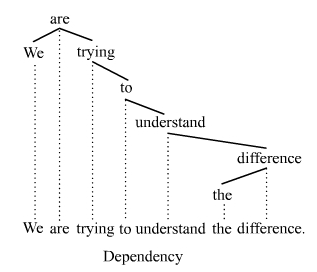 are
We trying
to
understand
difference
the
We are trying to understand the difference.
Dependency